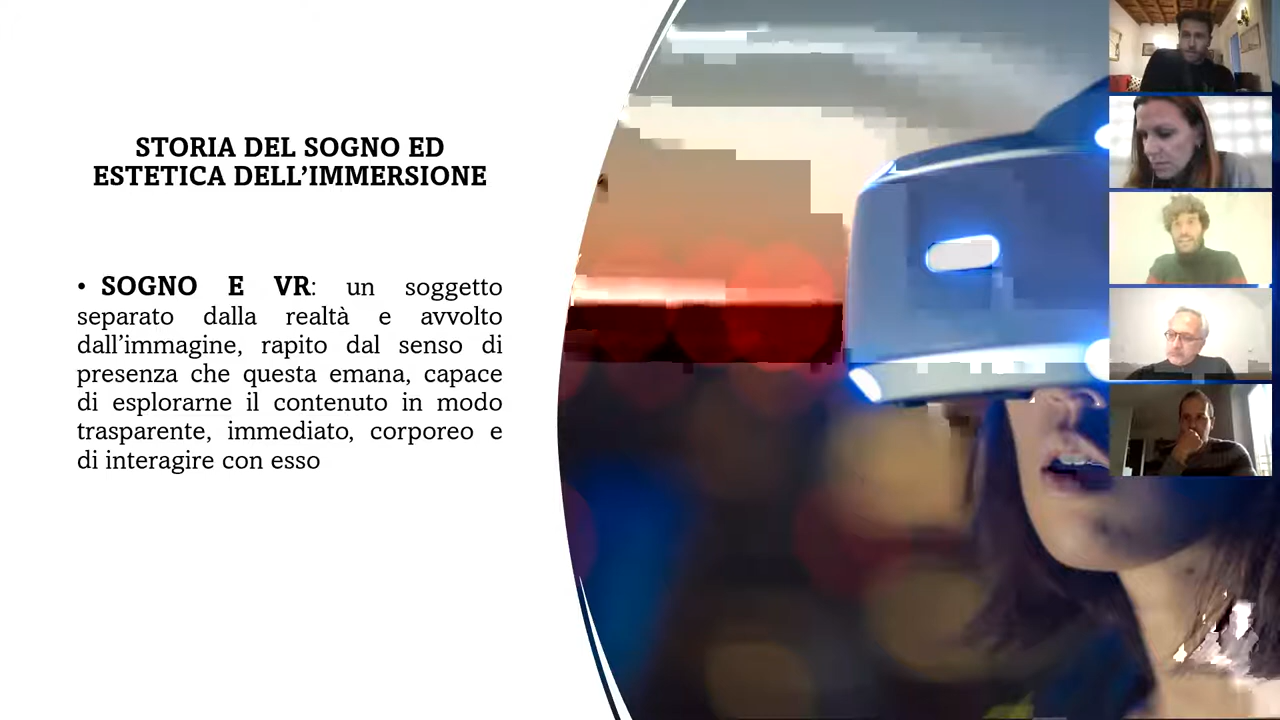 STORIA DEL SOGNO ED
ESTETICA DELL’IMMERSIONE
• SOGNO E VR: un soggetto
separato dalla realtà e avvolto
dall’immagine, rapito dal senso di
presenza che questa emana, capace
di esplorarne il contenuto in modo
trasparente, immediato, corporeo e
di interagire con esso